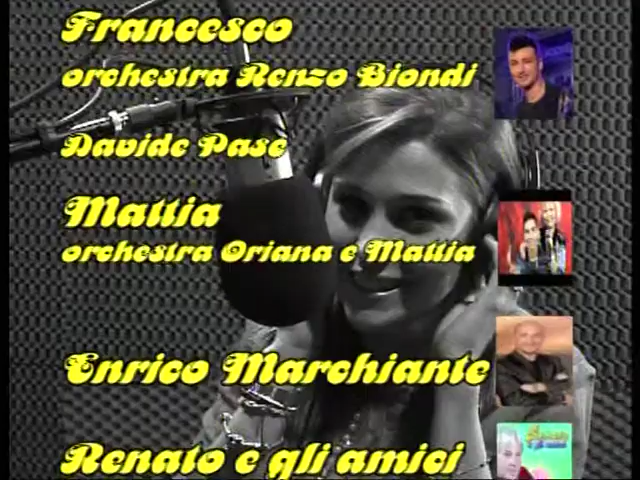 Francesco
orchestra Renzo Biondi
Davide Pase
Mattia
orchestra Oriana e Mattia
Enrico Marchiante
Renato e gli amici